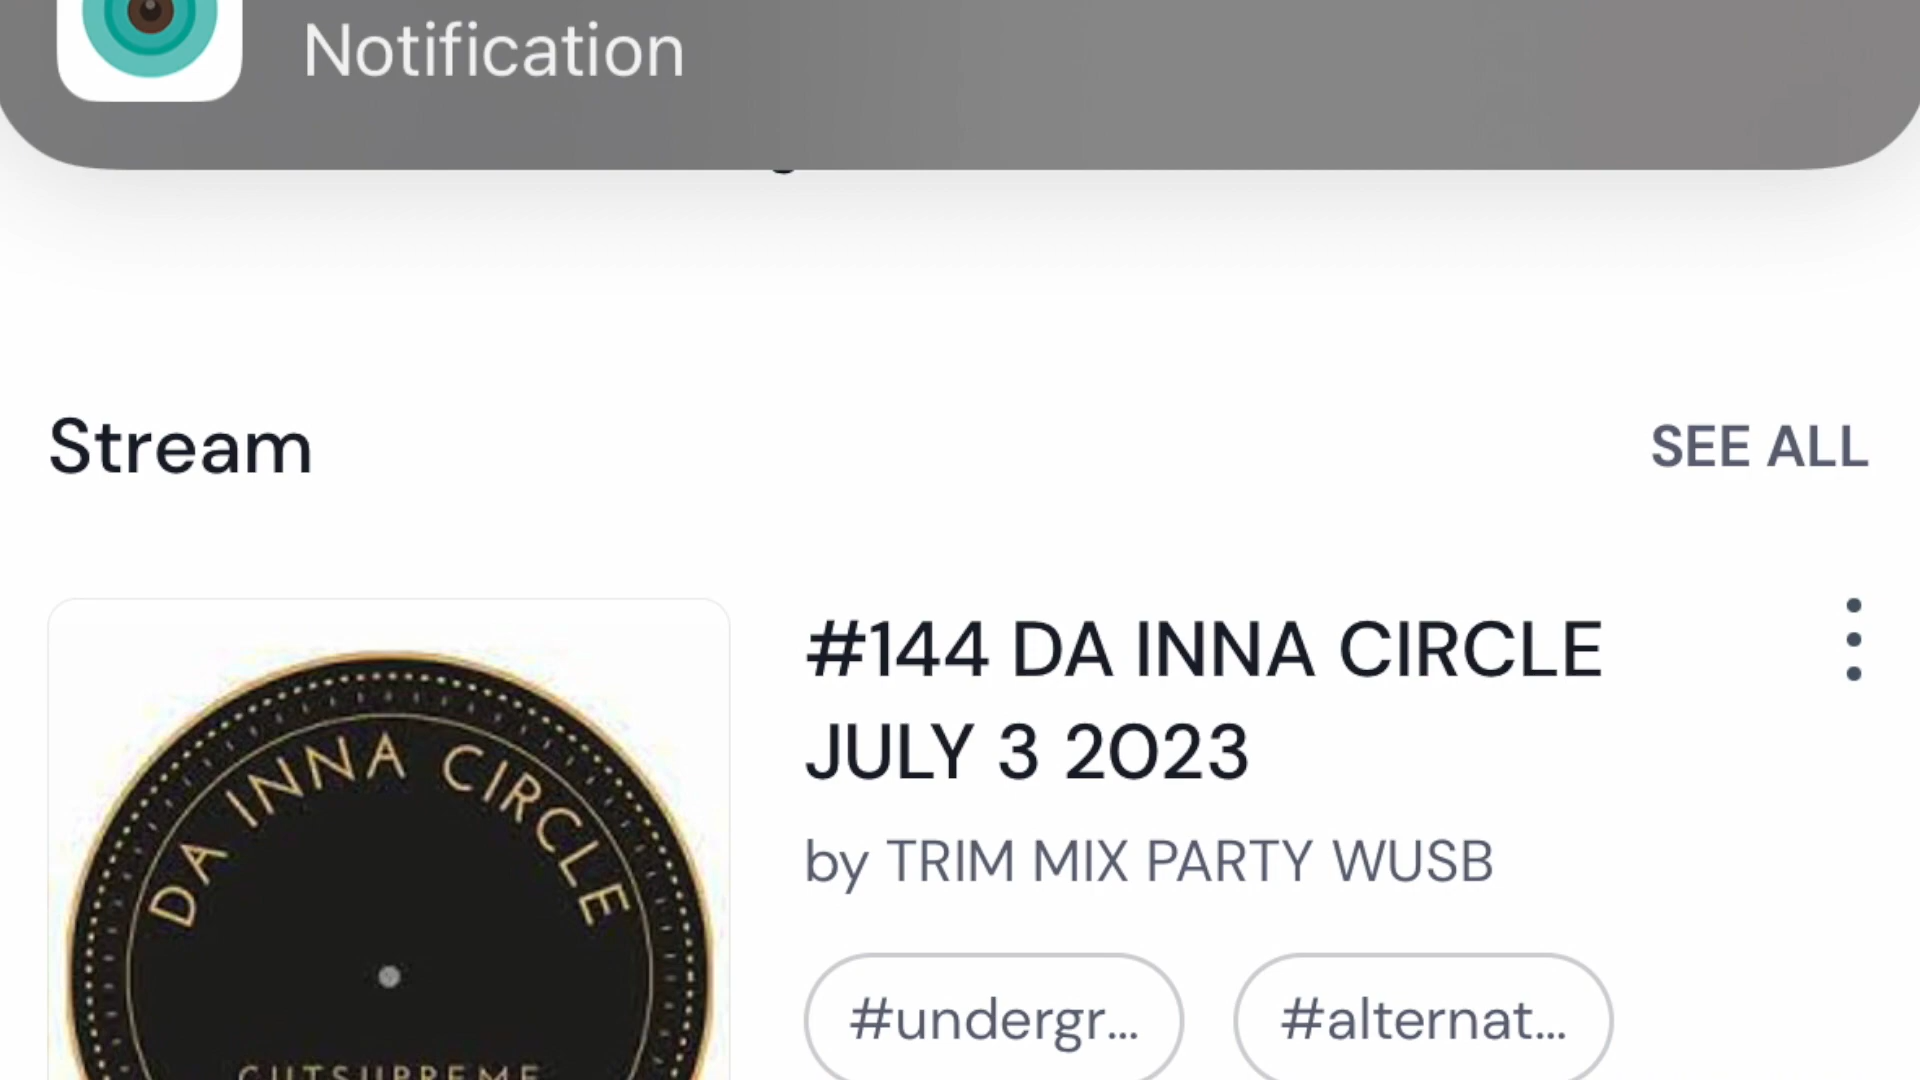 Notification
Stream
SEE ALL
DA INNA CIRCLE
CUTSUPREME
#144 DA INNA CIRCLE
JULY 3 2023
by TRIM MIX PARTY WUSB
#undergr...
#alternat...